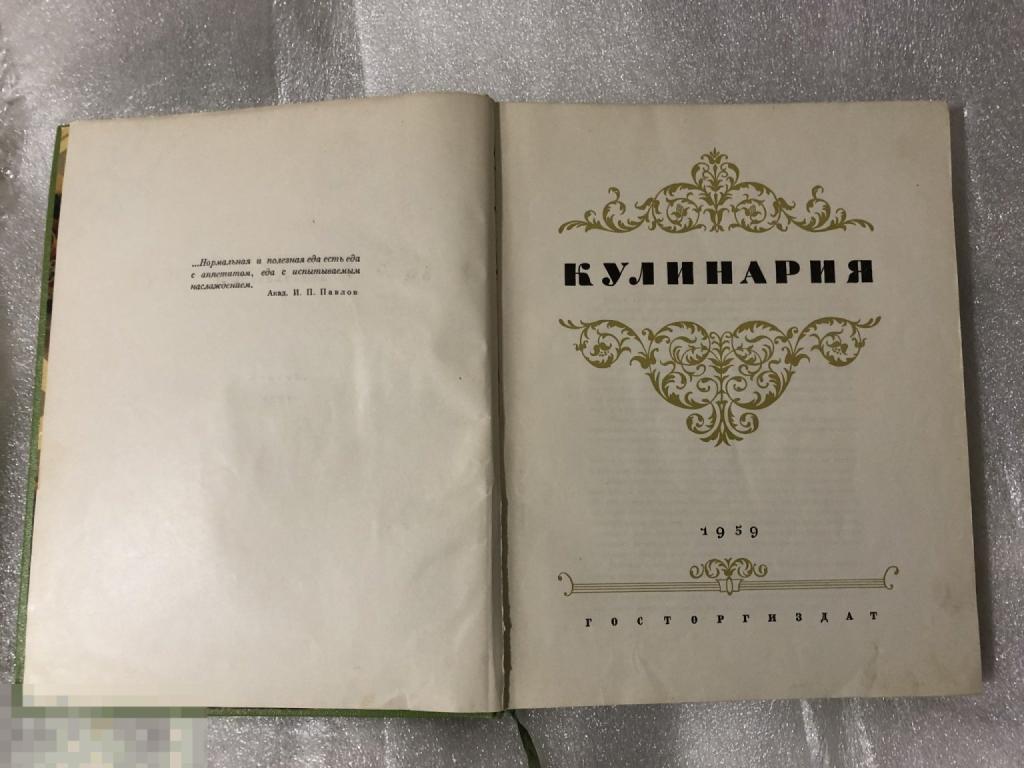 ...Нормальная и полезная еда есть еда
с аппетитом, еда с испытываемым
наслаждением.
Акад. И. П. Павлов
КУЛИНАРИЯ
1959
ГОСТОРГИЗДАТ